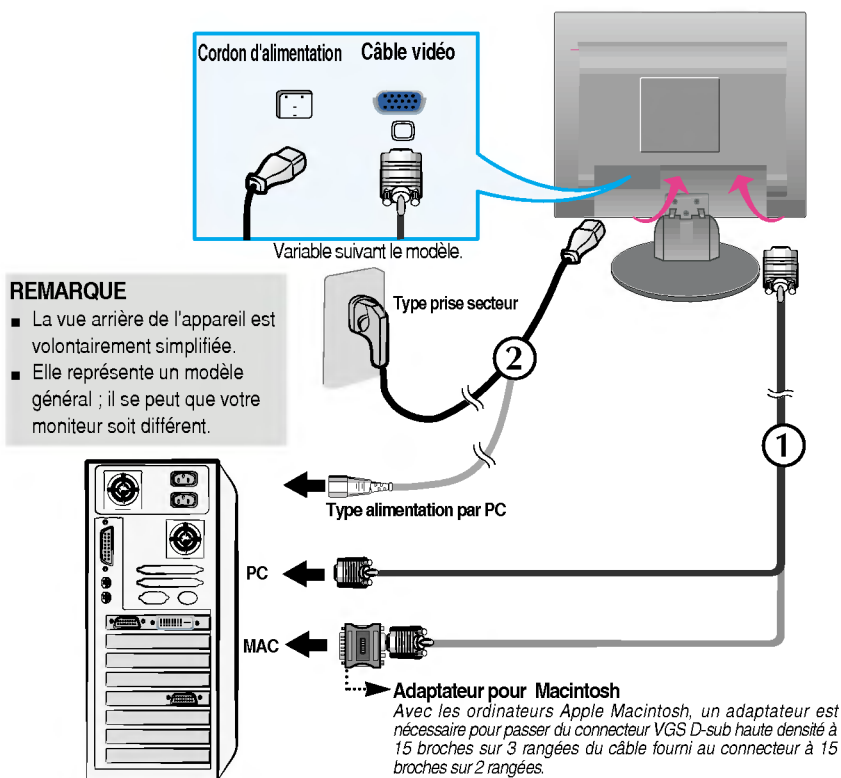 Cordon d'alimentation
Câble vidéo
Variable suivant le modèle.
REMARQUE
■ La vue arrière de l'appareil est
volontairement simplifiée.
■ Elle représente un modèle
général ; il se peut que votre
moniteur soit différent.
Type prise secteur
2
1
Type alimentation par PC
PC
MAC
Adaptateur pour Macintosh
Avec les ordinateurs Apple Macintosh, un adaptateur est
nécessaire pour passer du connecteur VGS D-sub haute densité à
15 broches sur 3 rangées du câble fourni au connecteur à 15
broches sur 2 rangées.